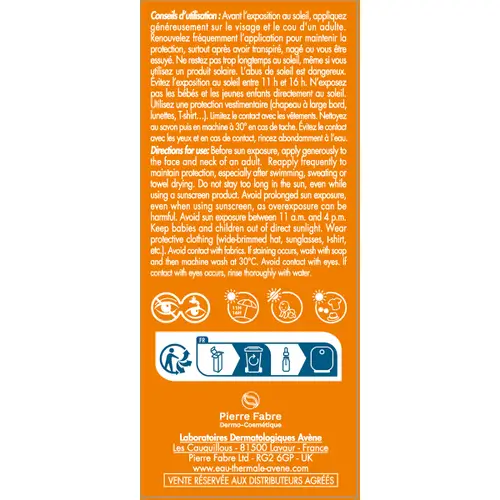 Conseils d'utilisation : Avant l'exposition au soleil, appliquez
généreusement sur le visage et le cou d'un adulte.
Renouvelez fréquemment l'application pour maintenir la
protection, surtout après avoir transpiré, nagé ou vous être
essuyé. Ne restez pas trop longtemps au soleil, même si vous
utilisez un produit solaire. L'abus de soleil est dangereux.
Évitez l'exposition au soleil entre 11 h et 16 h. N'exposez
pas les bébés et les jeunes enfants directement au soleil.
Utilisez une protection vestimentaire (chapeau à large bord,
lunettes, T-shirt...). Limitez le contact avec les vêtements. Nettoyez
au savon puis en machine à 30° en cas de tache. Évitez le contact
avec les yeux et en cas de contact, rincez abondamment à l'eau.
Directions for use: Before sun exposure, apply generously to
the face and neck of an adult. Reapply frequently to
maintain protection, especially after swimming, sweating or
towel drying. Do not stay too long in the sun, even while
using a sunscreen product. Avoid prolonged sun exposure,
even when using sunscreen, as overexposure can be
harmful. Avoid sun exposure between 11 a.m. and 4 p.m.
Keep babies and children out of direct sunlight. Wear
protective clothing (wide-brimmed hat, sunglasses, t-shirt,
etc.). Avoid contact with fabrics. If staining occurs, wash with soap
and then machine wash at 30°C. Avoid contact with eyes. If
contact with eyes occurs, rinse thoroughly with water.
11H
16H
FR
Pierre Fabre
Dermo-Cosmétique
Laboratoires Dermatologiques Avène
Les Cauquillous - 81500 Lavaur - France
Pierre Fabre Ltd - RG2 6GP - UK
www.eau-thermale-avene.com
VENTE RÉSERVÉE AUX DISTRIBUTEURS AGRÉÉS